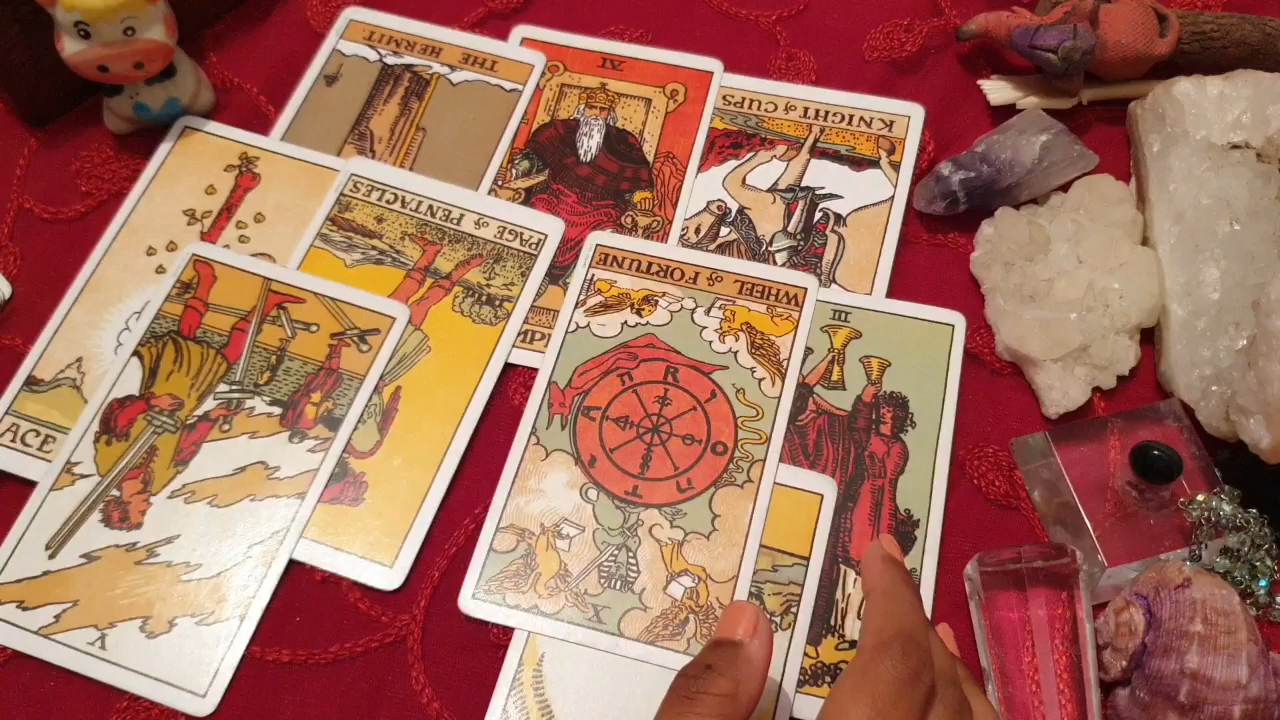 THE HERMIT
IV
KNIGHT of CUPS
PAGE of PENTACLES
WHEEL of FORTUNE
III
T
A
R
O
ACE
X
V